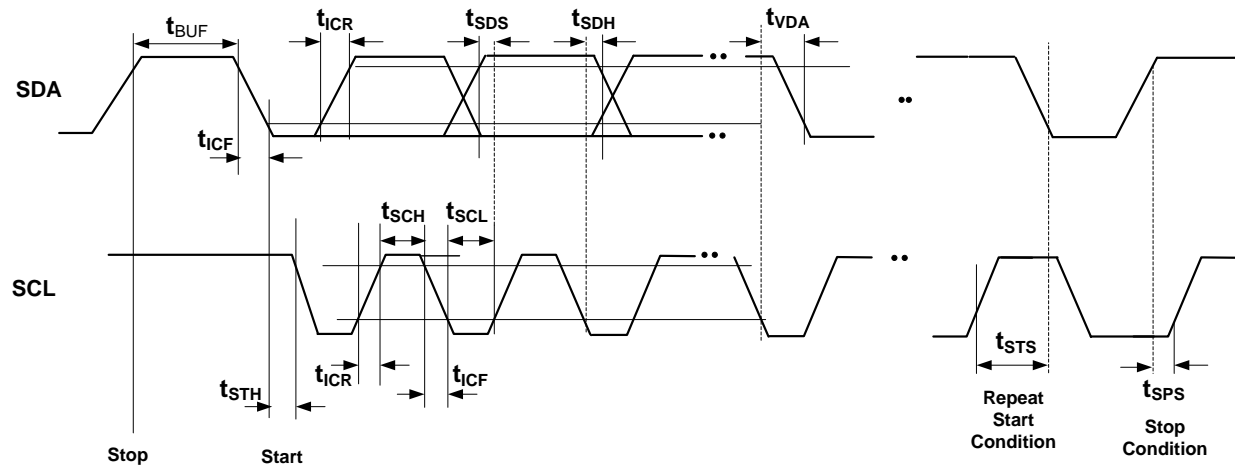 tBUF
tICR
tSDS
tSDH
tVDA
SDA
tICF
tSCH
tSCL
SCL
tSTH
tICR
tICF
tSTS
tSPS
Stop
Start
Repeat
Start
Condition
Stop
Condition